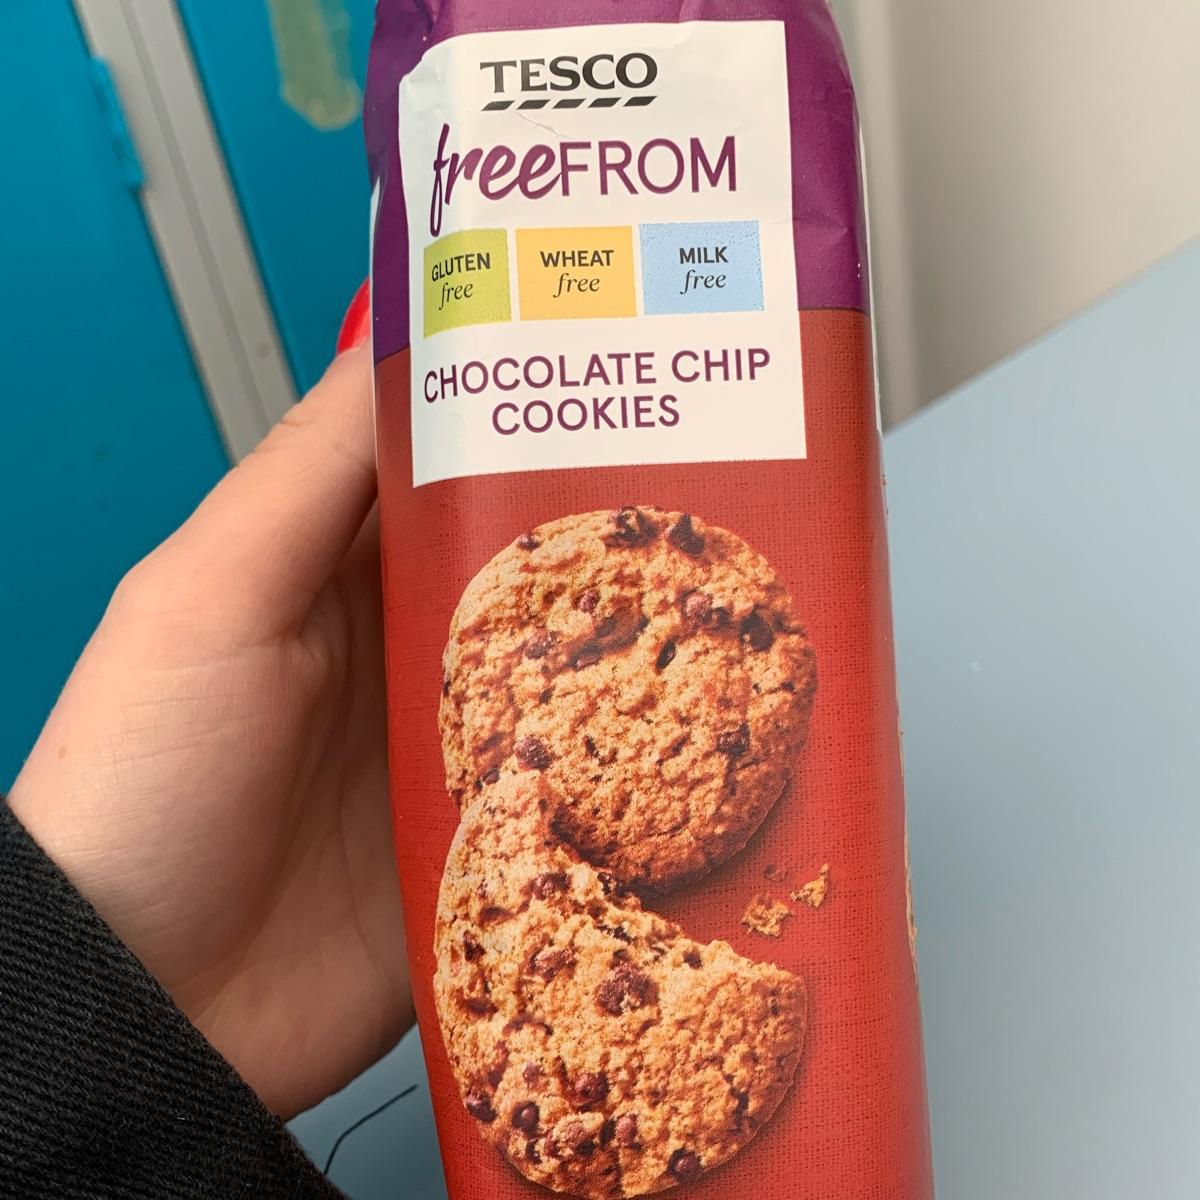 TESCO
freeFROM
GLUTEN
free
WHEAT
free
MILK
free
CHOCOLATE CHIP
COOKIES